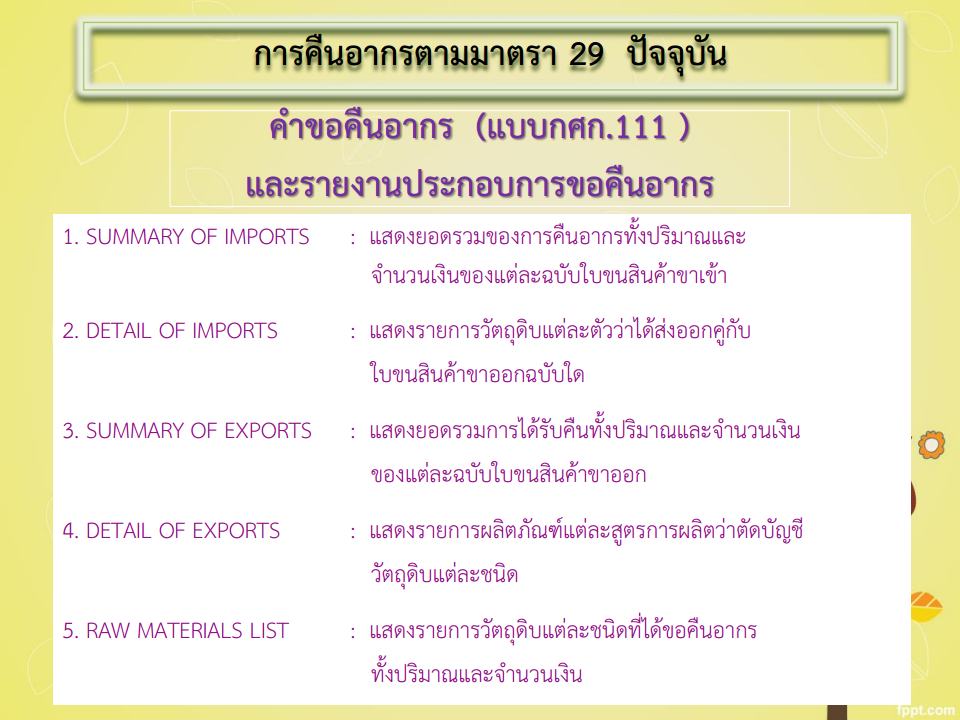 การคืนอากรตามมาตรา 29 ปัจจุบัน
คำขอคืนอากร (แบบกศก.111 )
และรายงานประกอบการขอคืนอากร
1. SUMMARY OF IMPORTS : แสดงยอดรวมของการคืนอากรทั้งปริมาณและ
จำนวนเงินของแต่ละฉบับใบขนสินค้าขาเข้า
2. DETAIL OF IMPORTS : แสดงรายการวัตถุดิบแต่ละตัวว่าได้ส่งออกคู่กับ
ใบขนสินค้าขาออกฉบับใด
3. SUMMARY OF EXPORTS : แสดงยอดรวมการได้รับคืนทั้งปริมาณและจำนวนเงิน
ของแต่ละฉบับใบขนสินค้าขาออก
4. DETAIL OF EXPORTS : แสดงรายการผลิตภัณฑ์แต่ละสูตรการผลิตว่าตัดบัญชี
วัตถุดิบแต่ละชนิด
5. RAW MATERIALS LIST : แสดงรายการวัตถุดิบแต่ละชนิดที่ได้ขอคืนอากร
ทั้งปริมาณและจำนวนเงิน
fppt.com